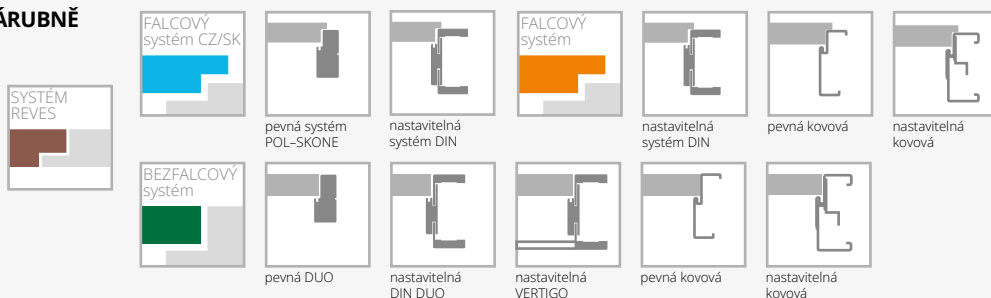 ÁRUBNĚ
SYSTÉM
REVES
FALCOVÝ
systém CZ/SK
pevná systém
POL–SKONE
nastavitelná
systém DIN
FALCOVÝ
systém
nastavitelná
systém DIN
pevná kovová
nastavitelná
kovová
BEZFALCOVÝ
systém
pevná DUO
nastavitelná
DIN DUO
nastavitelná
VERTIGO
pevná kovová
nastavitelná
kovová